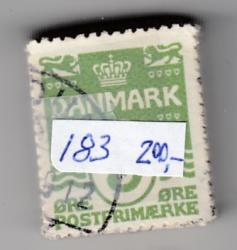 DANMARK
183 200,-
ØRE ØRE
POSTFRIMÆRKE